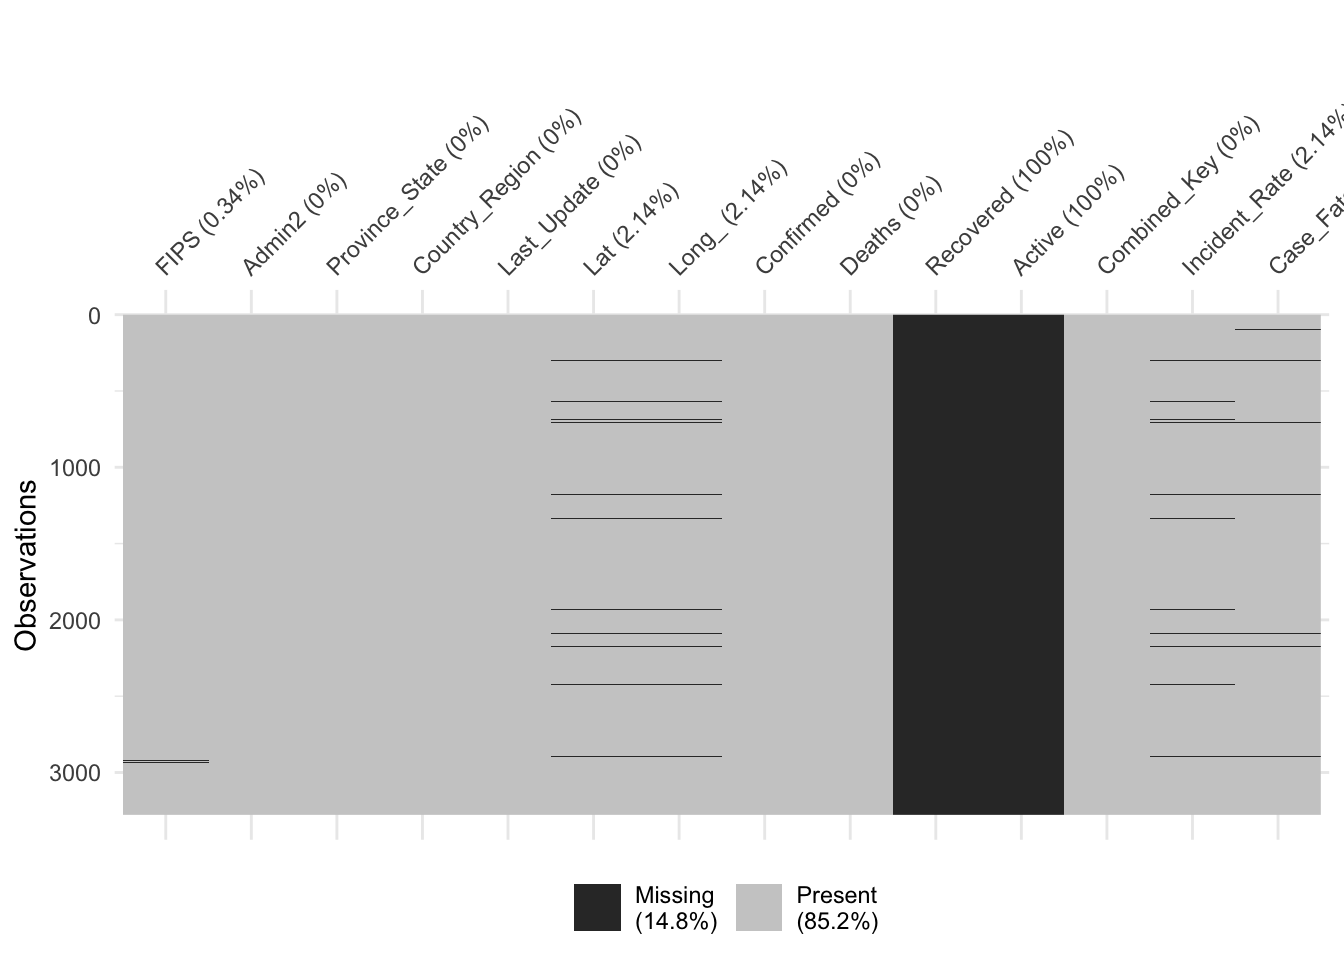 FIPS (0.34%)
Admin2 (0%)
Province_State (0%)
Country_Region (0%)
Last_Update (0%)
Lat (2.14%)
Long_ (2.14%)
Confirmed (0%)
Deaths (0%)
Recovered (100%)
Active (100%)
Combined_Key (0%)
Incident_Rate (2.14%
Case_Fat
0
1000
2000
3000
Observations
Missing
(14.8%)
Present
(85.2%)